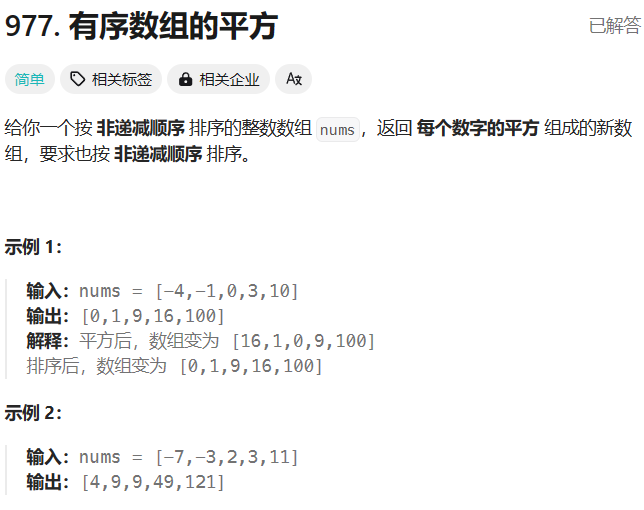 977. 有序数组的平方
已解答
简单
相关标签
相关企业
给你一个按 非递减顺序 排序的整数数组 nums，返回 每个数字的平方 组成的新数
组，要求也按 非递减顺序 排序。
示例 1：
输入：nums = [-4,-1,0,3,10]
输出：[0,1,9,16,100]
解释：平方后，数组变为 [16,1,0,9,100]
排序后，数组变为 [0,1,9,16,100]
示例 2：
输入：nums = [-7,-3,2,3,11]
输出：[4,9,9,49,121]